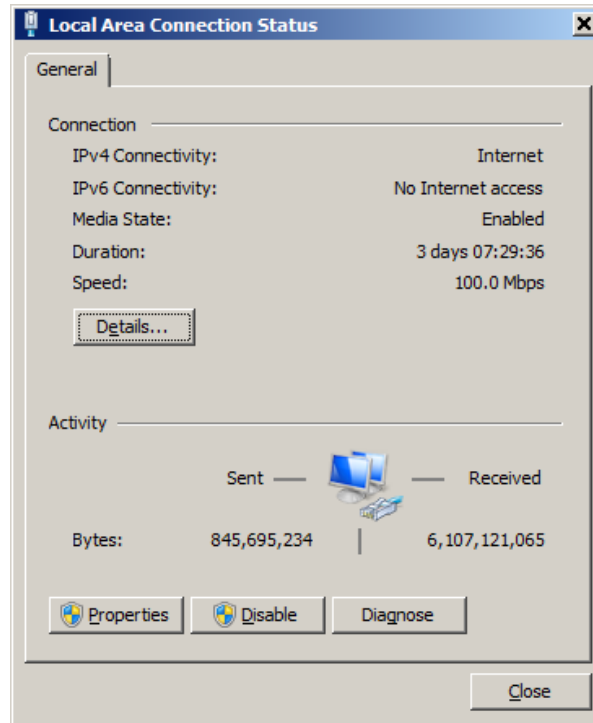 Local Area Connection Status
General
Connection
IPv4 Connectivity: Internet
IPv6 Connectivity: No Internet access
Media State: Enabled
Duration: 3 days 07:29:36
Speed: 100.0 Mbps
Details...
Activity
Sent Received
Bytes: 845,695,234 6,107,121,065
Properties Disable Diagnose
Close